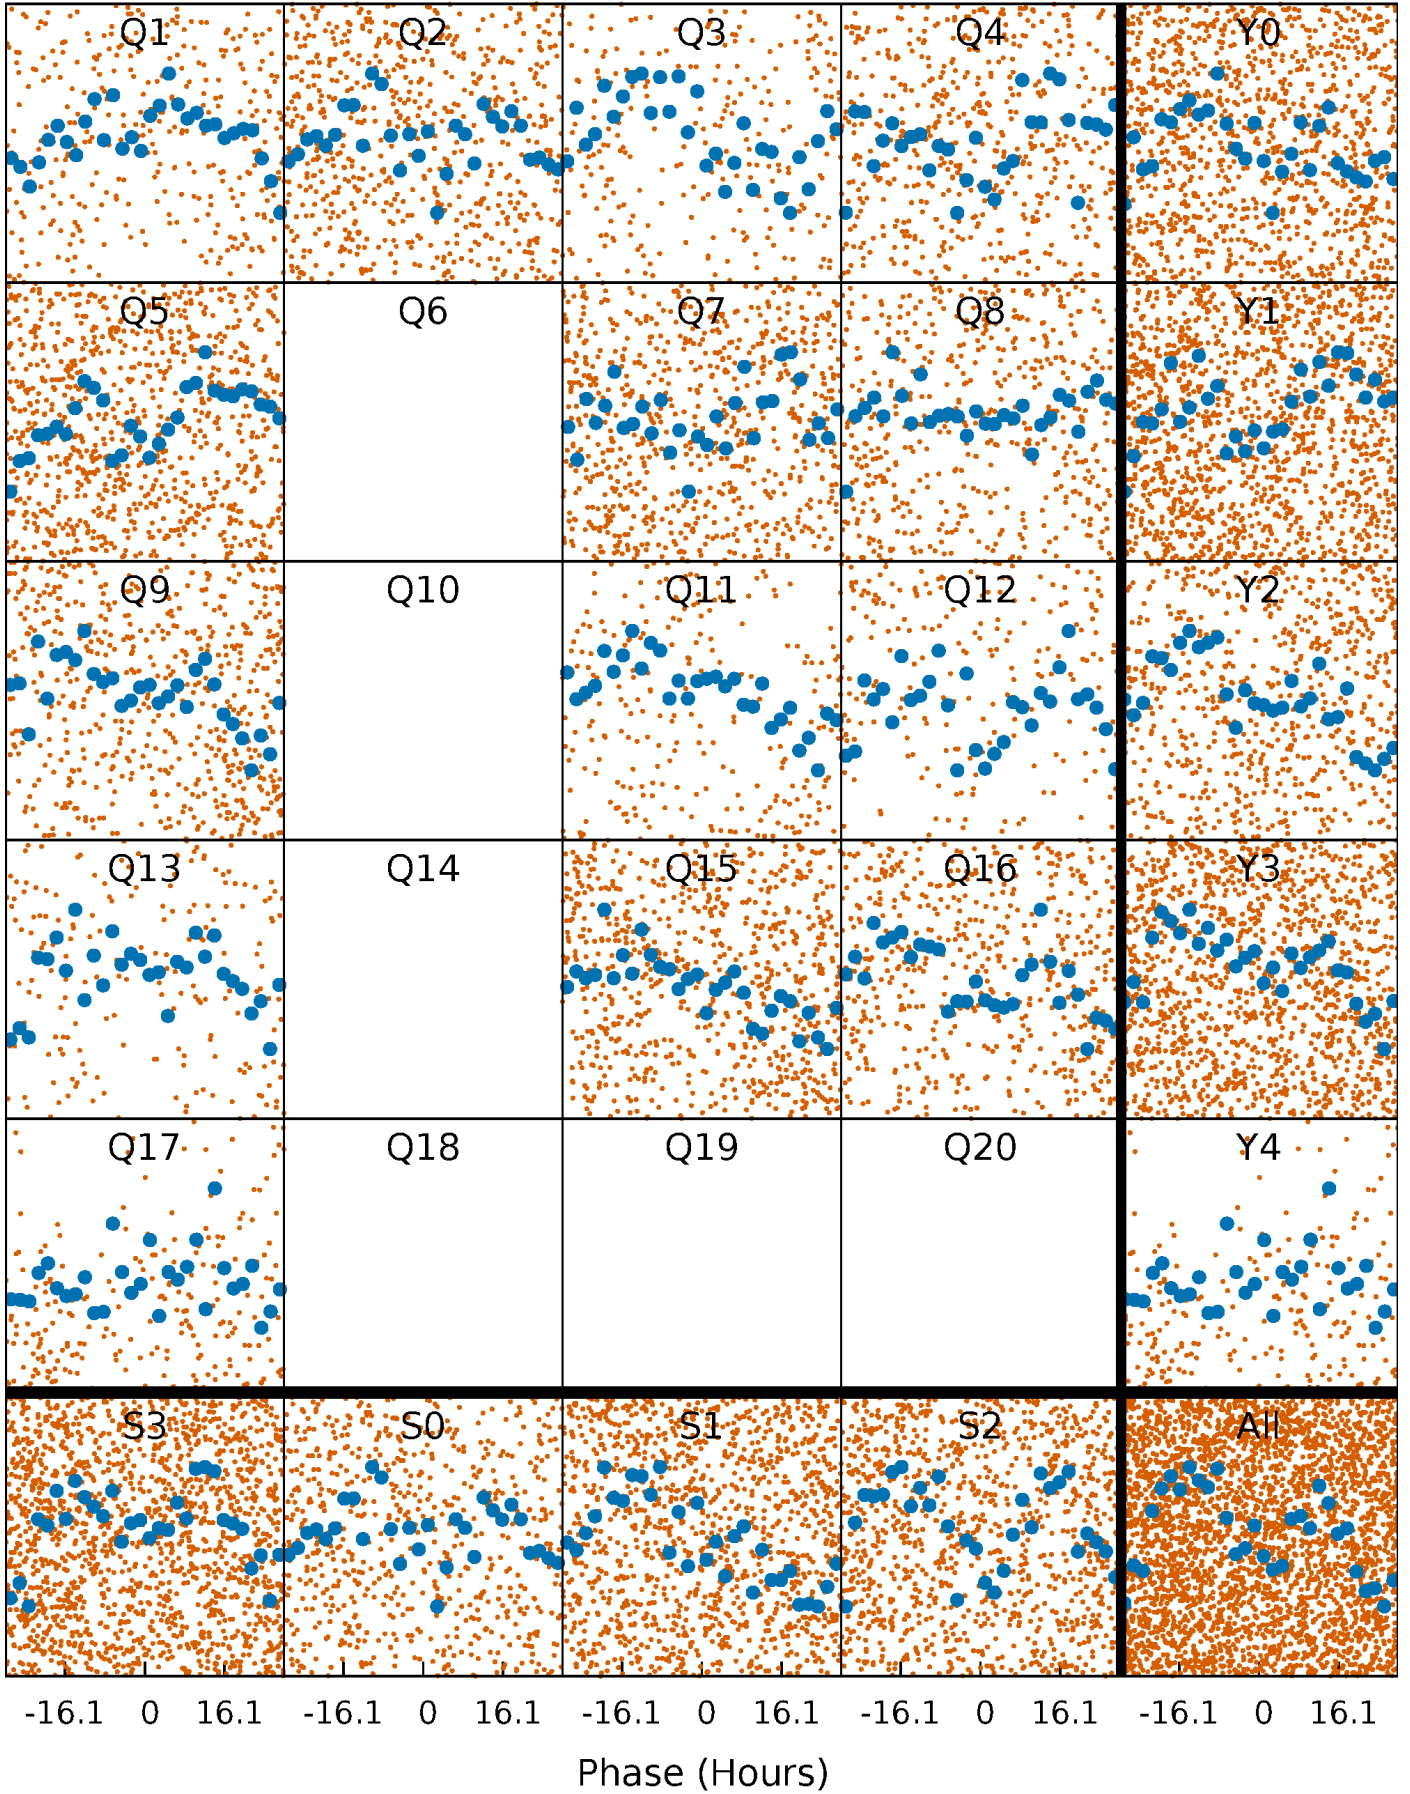 Q1 Q2 Q3 Q4 Y0
Q5 Q6 Q7 Q8 Y1
Q9 Q10 Q11 Q12 Y2
Q13 Q14 Q15 Q16 Y3
Q17 Q18 Q19 Q20 Y4
S3 S0 S1 S2 All
-16.1 0 16.1 -16.1 0 16.1 -16.1 0 16.1 -16.1 0 16.1 -16.1 0 16.1
Phase (Hours)